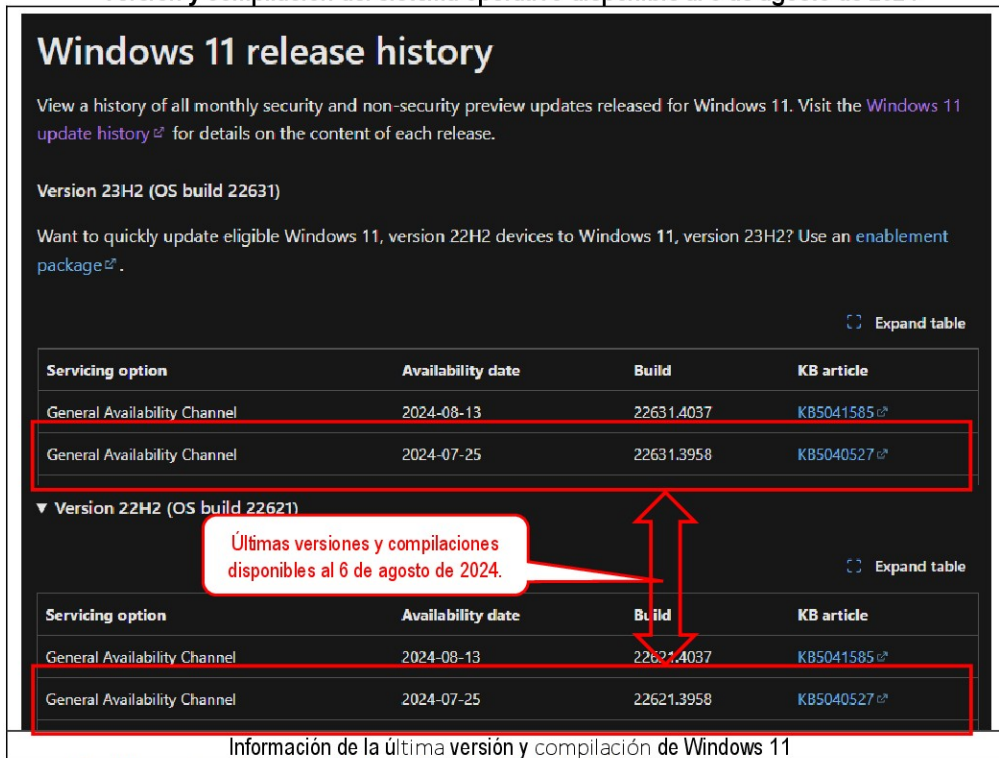 Windows 11 release history
View a history of all monthly security and non-security preview updates released for Windows 11. Visit the Windows 11
update history for details on the content of each release.
Version 23H2 (OS build 22631)
Want to quickly update eligible Windows 11, version 22H2 devices to Windows 11, version 23H2? Use an enablement
package.
Expand table
Servicing option Availability date Build KB article
General Availability Channel 2024-08-13 22631.4037 KB5041585
General Availability Channel 2024-07-25 22631.3958 KB5040527
▼ Version 22H2 (OS build 22621)
Últimas versiones y compilaciones
disponibles al 6 de agosto de 2024.
Expand table
Servicing option Availability date Build KB article
General Availability Channel 2024-08-13 22621.4037 KB5041585
General Availability Channel 2024-07-25 22621.3958 KB5040527
Información de la última versión y compilación de Windows 11